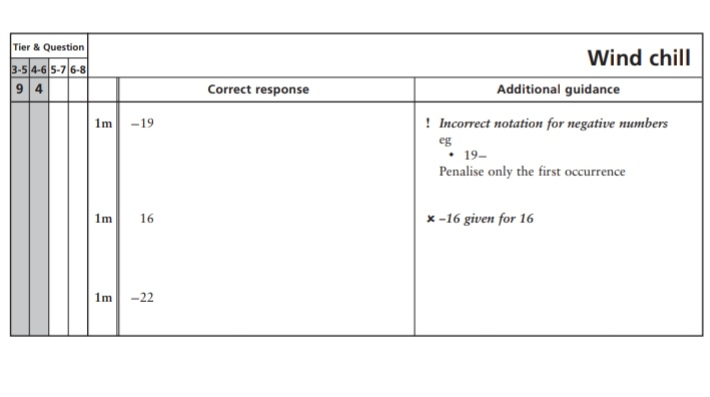 Tier & Question
Wind chill
3-5 4-6 5-7 6-8
9 4 Correct response Additional guidance
1m –19 ! Incorrect notation for negative numbers
eg
• 19–
Penalise only the first occurrence
1m 16 × –16 given for 16
1m –22